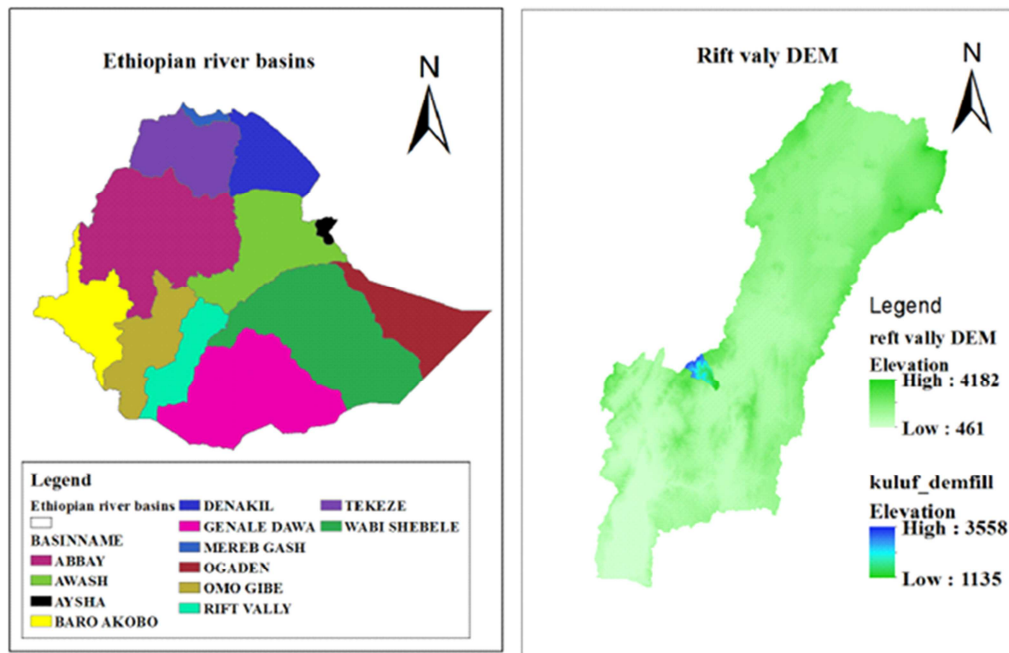 Ethiopian river basins
N
Legend
Ethiopian river basins
BASINNAME
ABBAY
AWASH
AYSHA
BARO AKOBO
DENAKIL
GENALE DAWA
MEREB GASH
OGADEN
OMO GIBE
RIFT VALLY
TEKEZE
WABI SHEBELE
Rift valy DEM
N
Legend
reft vally DEM
Elevation
High : 4182
Low : 461
kuluf_demfill
Elevation
High : 3558
Low : 1135